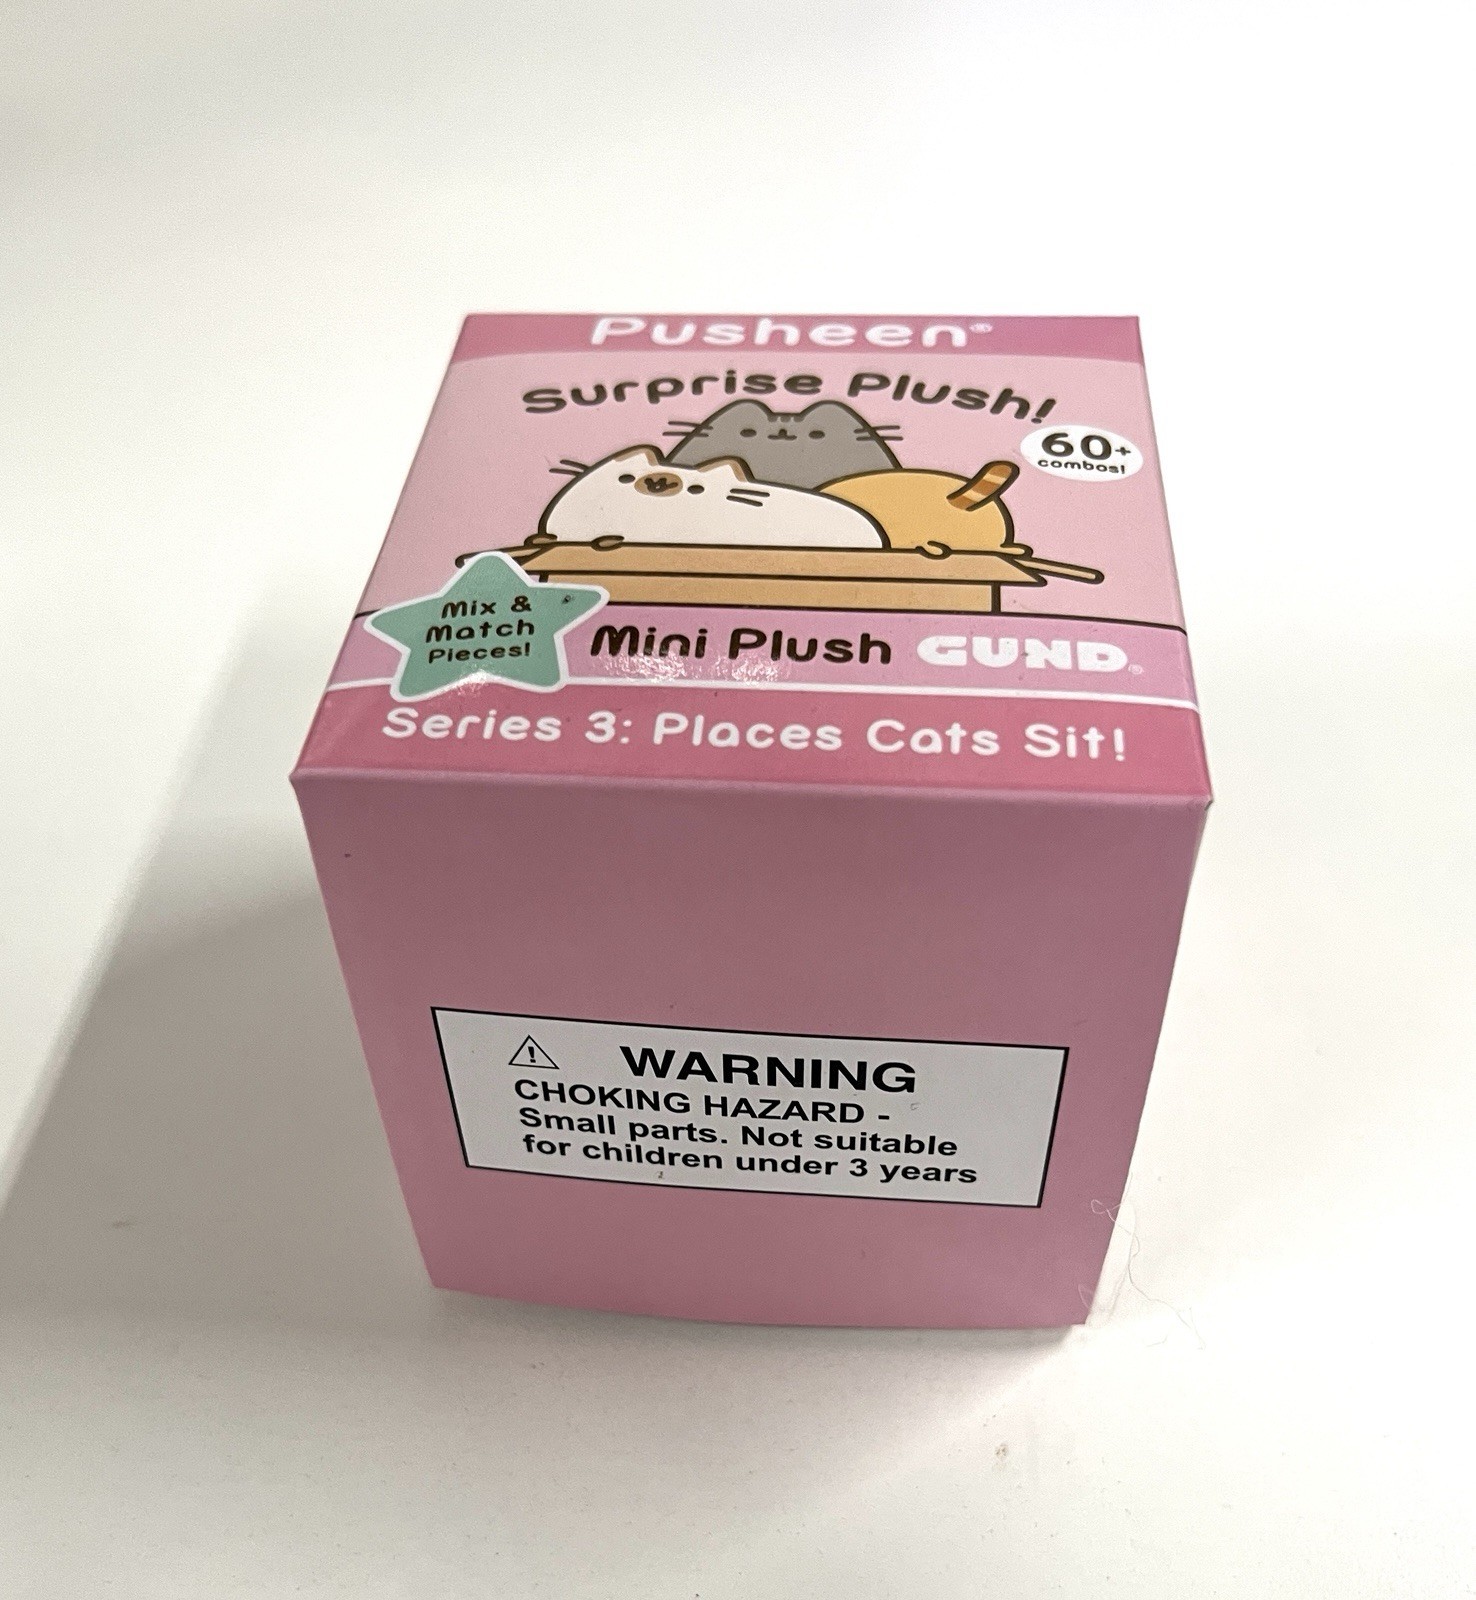 Pusheen®
Surprise Plush!
60+
combos!
Mix &
Match
Pieces!
Mini Plush GUND®
Series 3: Places Cats Sit!
WARNING
CHOKING HAZARD -
Small parts. Not suitable
for children under 3 years